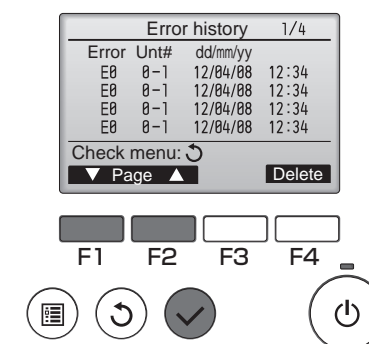 Error history 1/4
Error Unt# dd/mm/yy
E0 0-1 12/04/08 12:34
E0 0-1 12/04/08 12:34
E0 0-1 12/04/08 12:34
E0 0-1 12/04/08 12:34
Check menu:
▼ Page ▲ Delete
F1 F2 F3 F4